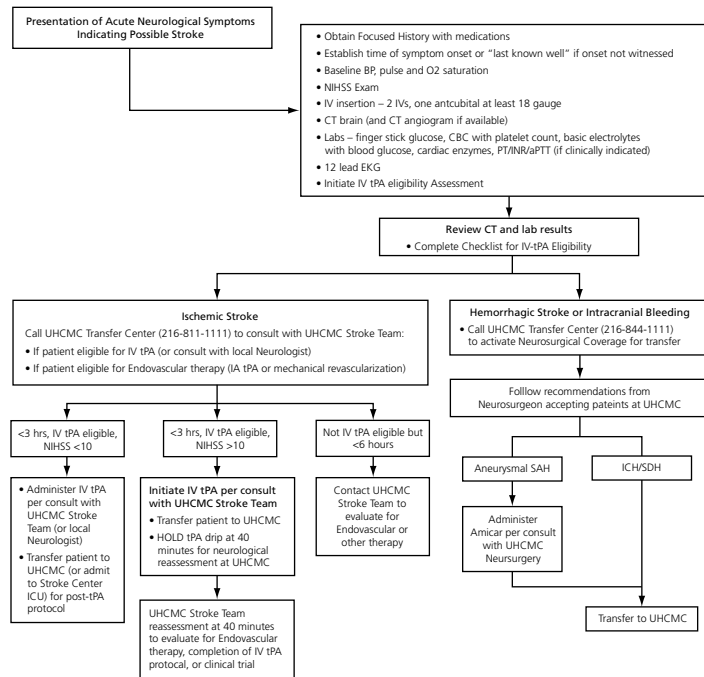 Presentation of Acute Neurological Symptoms
Indicating Possible Stroke
• Obtain Focused History with medications
• Establish time of symptom onset or “last known well” if onset not witnessed
• Baseline BP, pulse and O2 saturation
• NIHSS Exam
• IV insertion – 2 IVs, one antcubital at least 18 gauge
• CT brain (and CT angiogram if available)
• Labs – finger stick glucose, CBC with platelet count, basic electrolytes
with blood glucose, cardiac enzymes, PT/INR/aPTT (if clinically indicated)
• 12 lead EKG
• Initiate IV tPA eligibility Assessment
Review CT and lab results
• Complete Checklist for IV-tPA Eligibility
Ischemic Stroke
Call UHCMC Transfer Center (216-811-1111) to consult with UHCMC Stroke Team:
• If patient eligible for IV tPA (or consult with local Neurologist)
• If patient eligible for Endovascular therapy (IA tPA or mechanical revascularization)
Hemorrhagic Stroke or Intracranial Bleeding
• Call UHCMC Transfer Center (216-844-1111)
to activate Neurosurgical Coverage for transfer
<3 hrs, IV tPA eligible,
NIHSS <10
• Administer IV tPA
per consult with
UHCMC Stroke
Team (or local
Neurologist)
• Transfer patient to
UHCMC (or admit
to Stroke Center
ICU) for post-tPA
protocol
<3 hrs, IV tPA eligible,
NIHSS >10
Initiate IV tPA per consult
with UHCMC Stroke Team
• Transfer patient to UHCMC
• HOLD tPA drip at 40
minutes for neurological
reassessment at UHCMC
UHCMC Stroke Team
reassessment at 40 minutes
to evaluate for Endovascular
therapy, completion of IV tPA
protocal, or clinical trial
Not IV tPA eligible but
<6 hours
Contact UHCMC
Stroke Team to
evaluate for
Endovascular or
other therapy
Folllow recommendations from
Neurosurgeon accepting pateints at UHCMC
Aneurysmal SAH
ICH/SDH
Administer
Amicar per consult
with UHCMC
Neursurgery
Transfer to UHCMC